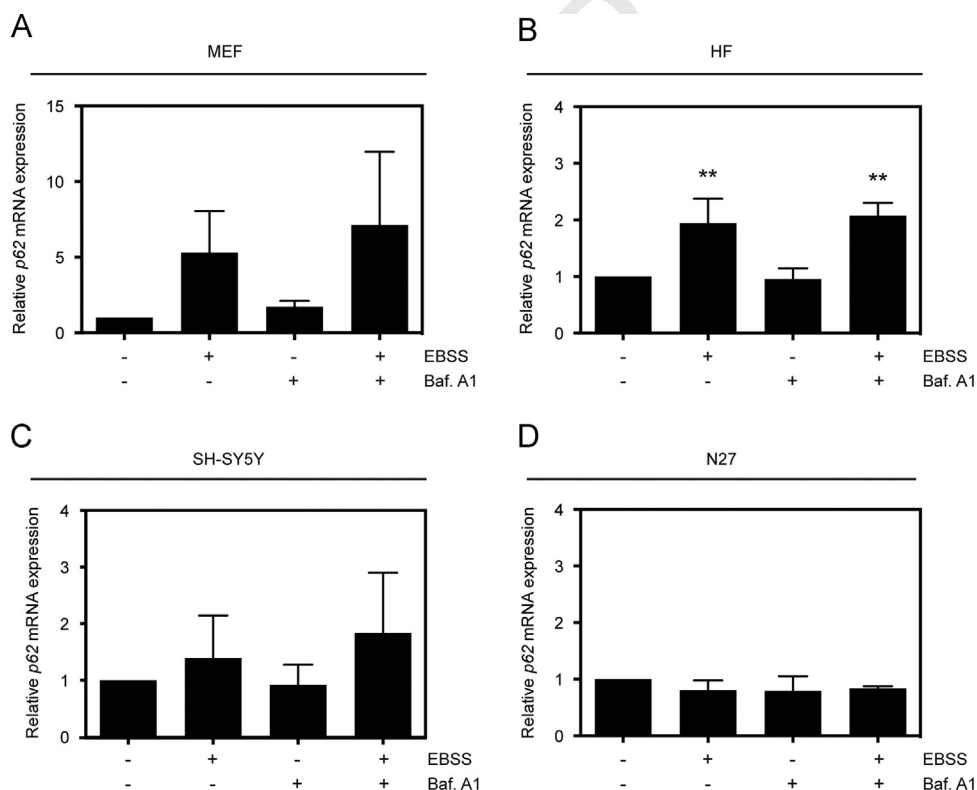 A
MEF
Relative p62 mRNA expression
15
10
5
0
- + - + EBSS
- - + + Baf. A1
B
HF
Relative p62 mRNA expression
4
3
2
1
0
** **
- + - + EBSS
- - + + Baf. A1
C
SH-SY5Y
Relative p62 mRNA expression
4
3
2
1
0
- + - + EBSS
- - + + Baf. A1
D
N27
Relative p62 mRNA expression
4
3
2
1
0
- + - + EBSS
- - + + Baf. A1